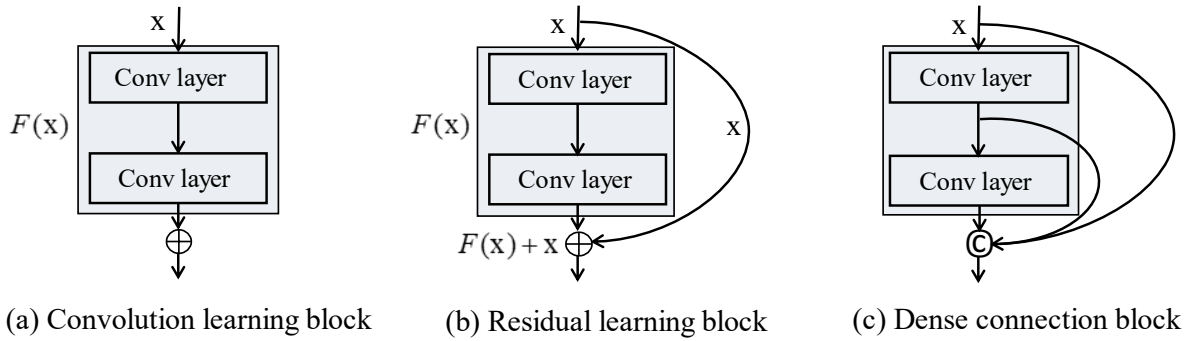 x
Conv layer
F(x)
Conv layer
⊕
(a) Convolution learning block
x
Conv layer
F(x)
x
Conv layer
F(x)+x ⊕
(b) Residual learning block
x
Conv layer
Conv layer
C
(c) Dense connection block